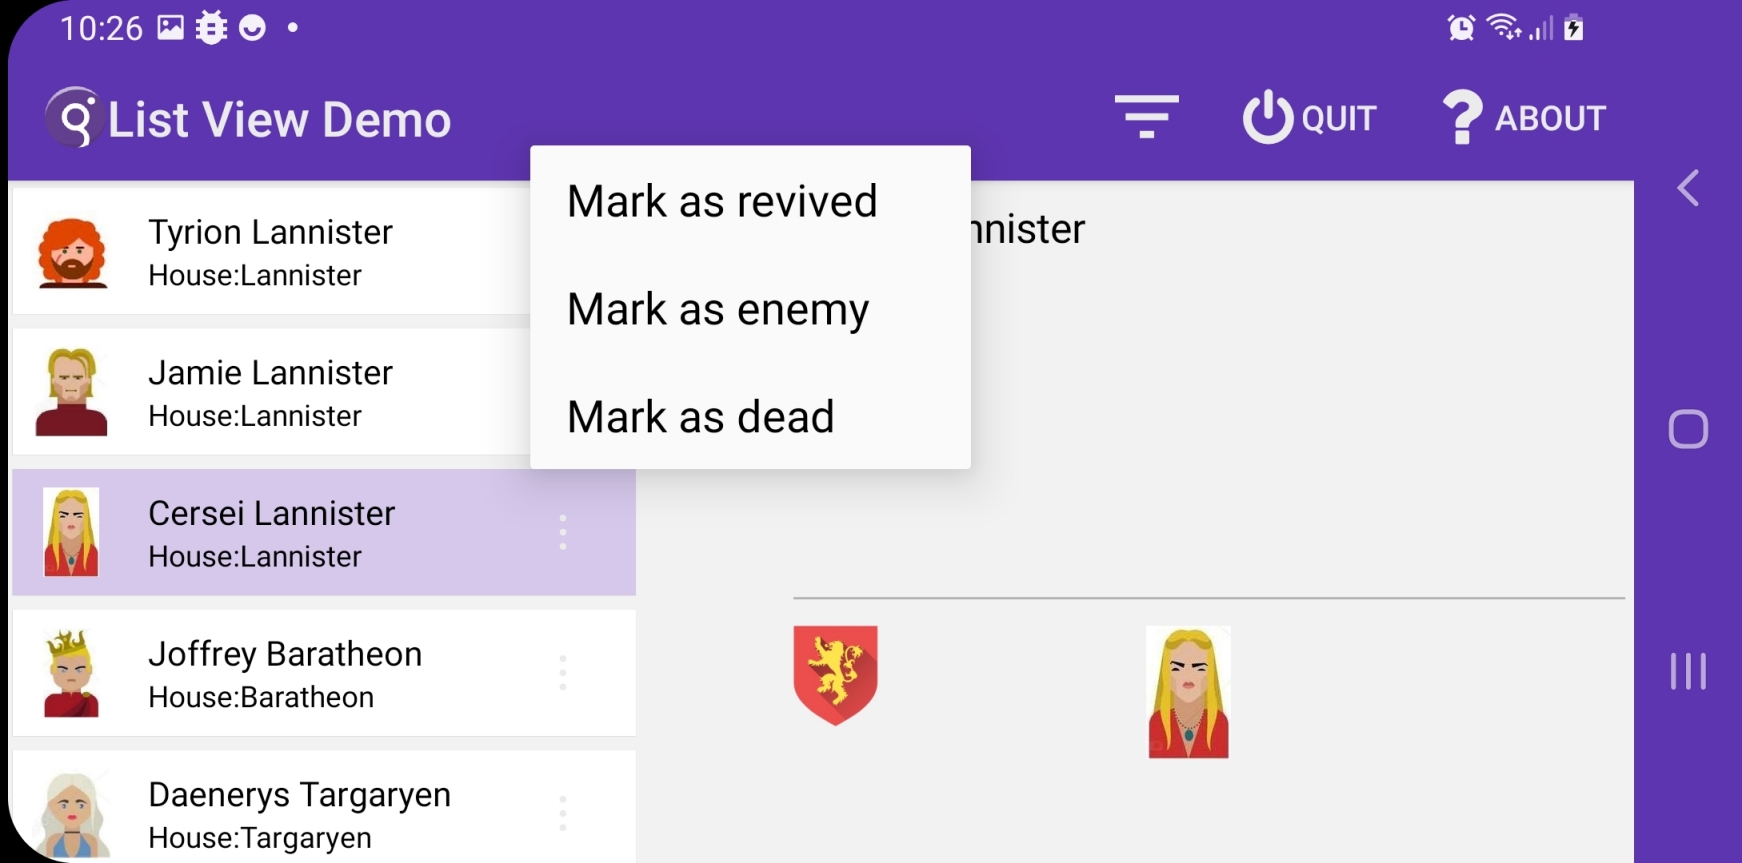 10:26
List View Demo
QUIT
ABOUT
Tyrion Lannister
House:Lannister
Jamie Lannister
House:Lannister
Cersei Lannister
House:Lannister
Joffrey Baratheon
House:Baratheon
Daenerys Targaryen
House:Targaryen
Mark as revived
Mark as enemy
Mark as dead
nnister